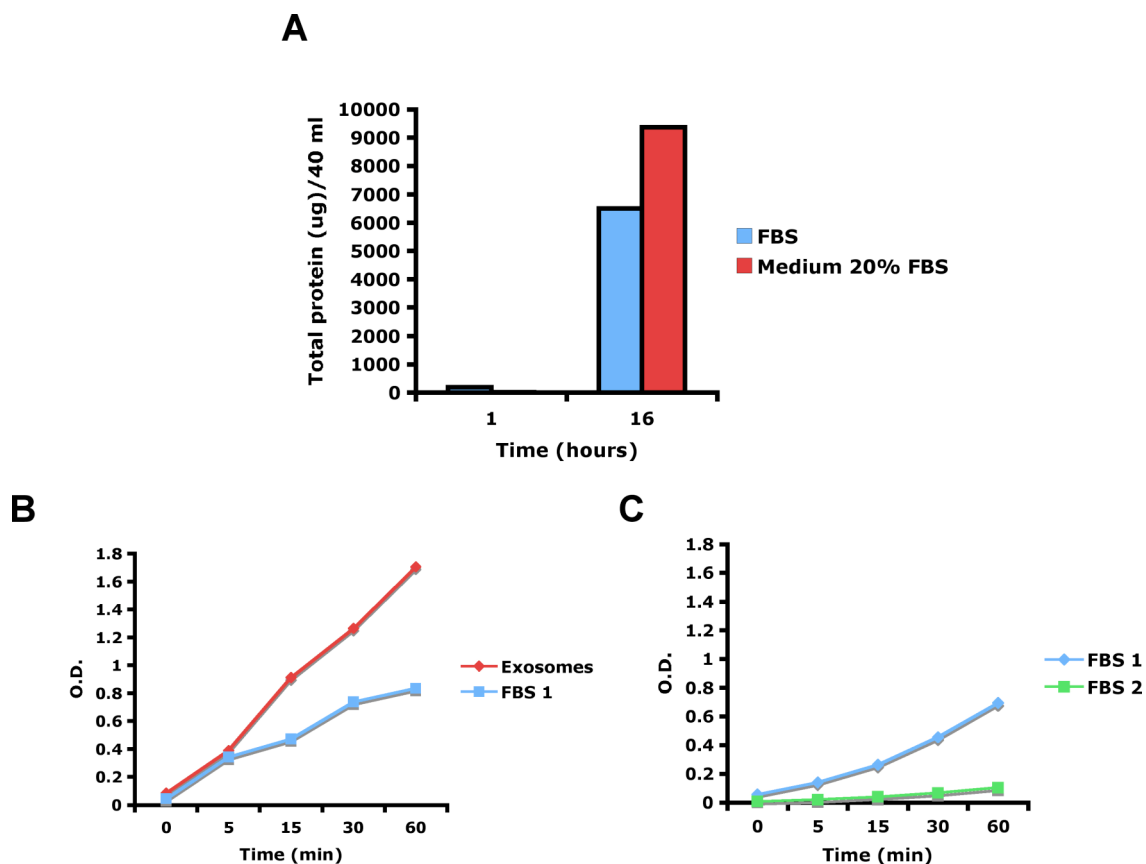 A
10000
9000
8000
7000
6000
5000
4000
3000
2000
1000
0
Total protein (ug)/40 ml
1 16
Time (hours)
FBS
Medium 20% FBS
B
1.8
1.6
1.4
1.2
1
0.8
0.6
0.4
0.2
0
O.D.
0 5 15 30 60
Time (min)
Exosomes
FBS 1
C
1.8
1.6
1.4
1.2
1
0.8
0.6
0.4
0.2
0
O.D.
0 5 15 30 60
Time (min)
FBS 1
FBS 2